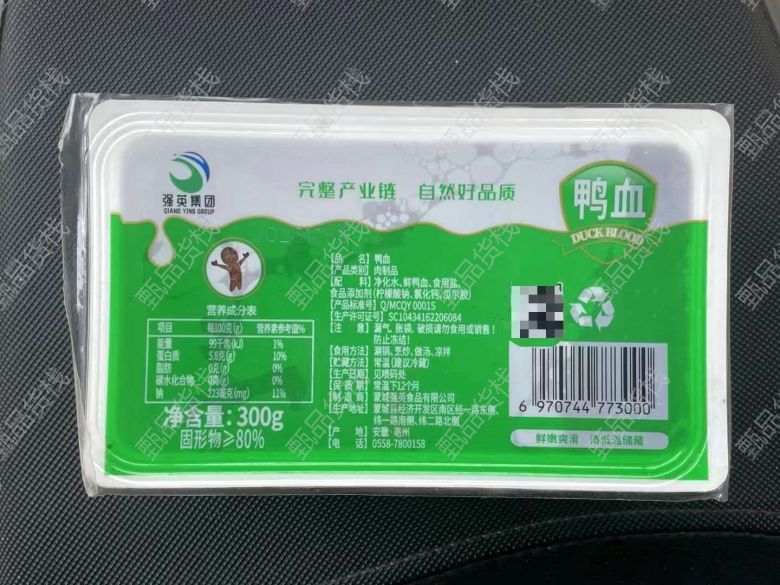 强英集团
QIANG YING GROUP
完整产业链 自然好品质
鸭血
DUCK BLOOD
营养成分表
项目 每100克(g) 营养素参考值%
能量 99千焦(kJ) 1%
蛋白质 5.8克(g) 10%
脂肪 0克(g) 0%
碳水化合物 0克(g) 0%
钠 223毫克(mg) 11%
净含量:300g
固形物≥80%
【品 名】鸭血
【产品类别】肉制品
【配 料】净化水、鲜鸭血、食用盐、
食品添加剂(柠檬酸钠、氯化钙、瓜尔胶)
【产品标准号】Q/MCQY 0001S
【生产许可证号】SC10434162206084
【注 意】漏气、胀袋、破损请勿食用或销售!
防止冻结!
【食用方法】涮锅、烹炒、做汤、凉拌
【贮藏方法】常温(建议冷藏)
【生产日期】见喷码处
【保 质 期】常温下12个月
【制 造 商】蒙城强英食品有限公司
【生产地址】蒙城县经济开发区南区经一路东侧、
纬一路南侧、纬二路北侧
【产 地】安徽·亳州
【电 话】0558-7800158
6 970744 773000
鲜嫩爽滑 须低温储藏
甄品货栈